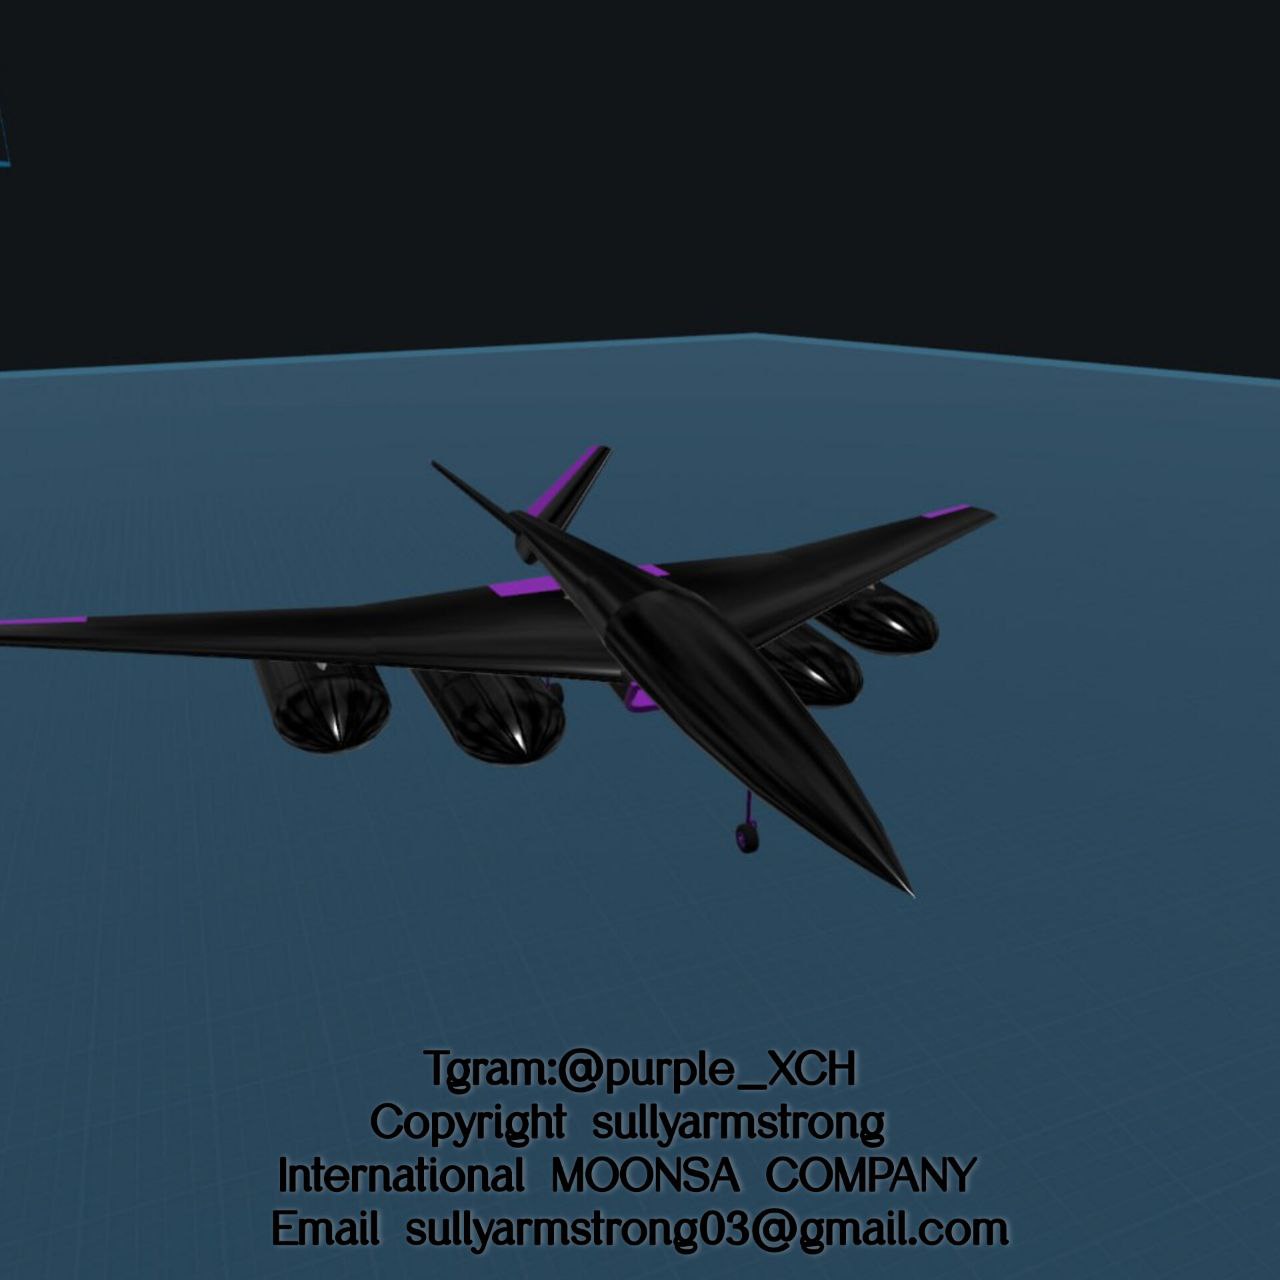 Tgram:@purple_XCH
Copyright sullyarmstrong
International MOONSA COMPANY
Email sullyarmstrong03@gmail.com